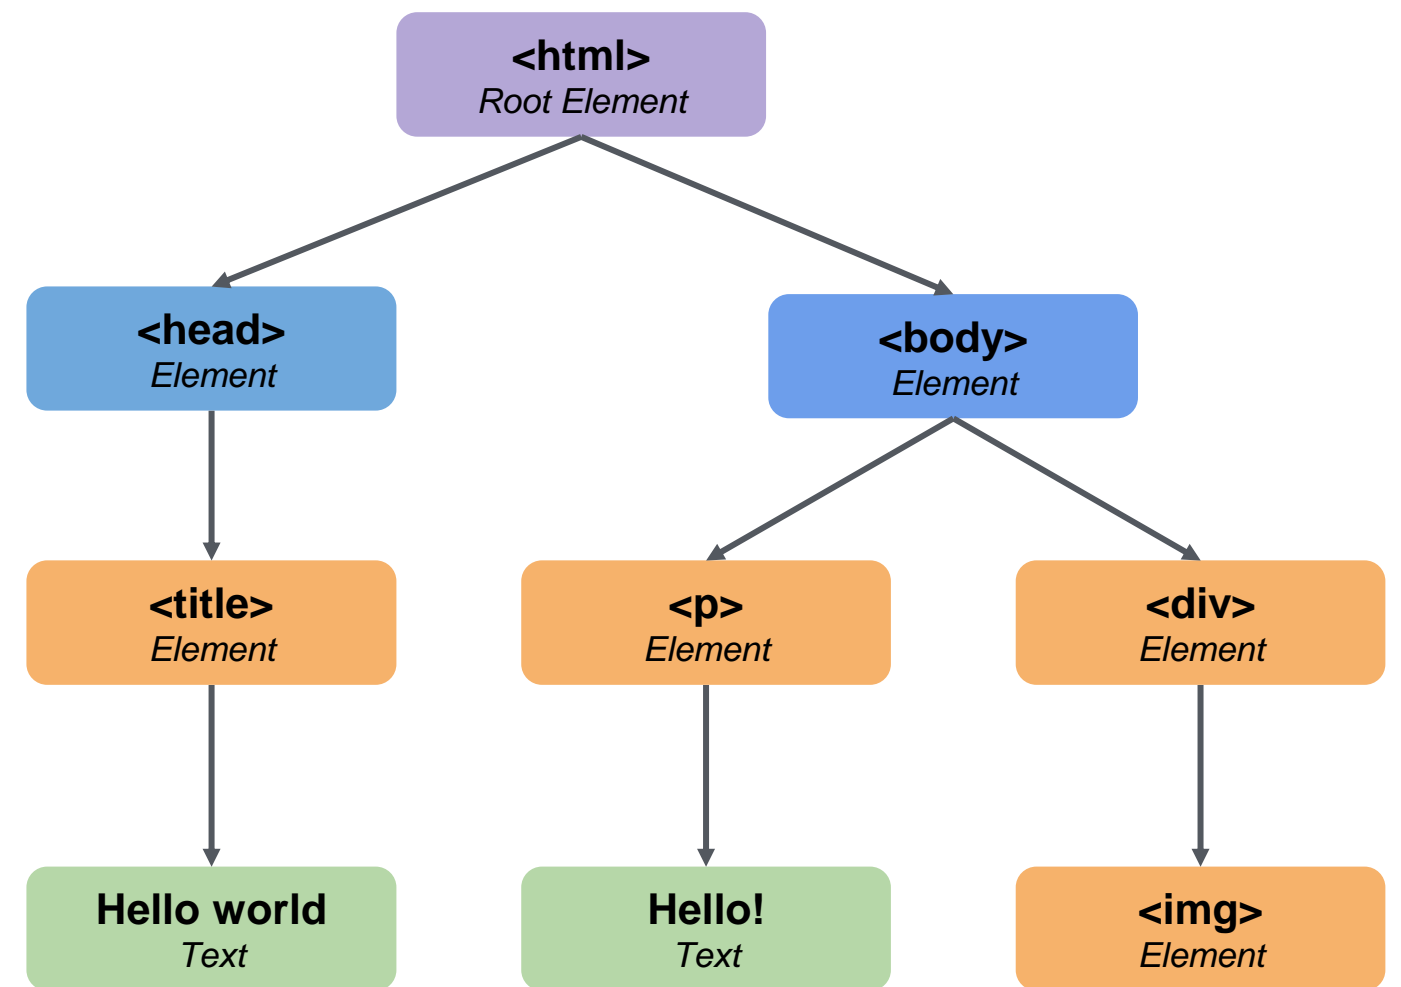 <html>
Root Element
<head>
Element
<body>
Element
<title>
Element
<p>
Element
<div>
Element
Hello world
Text
Hello!
Text
<img>
Element